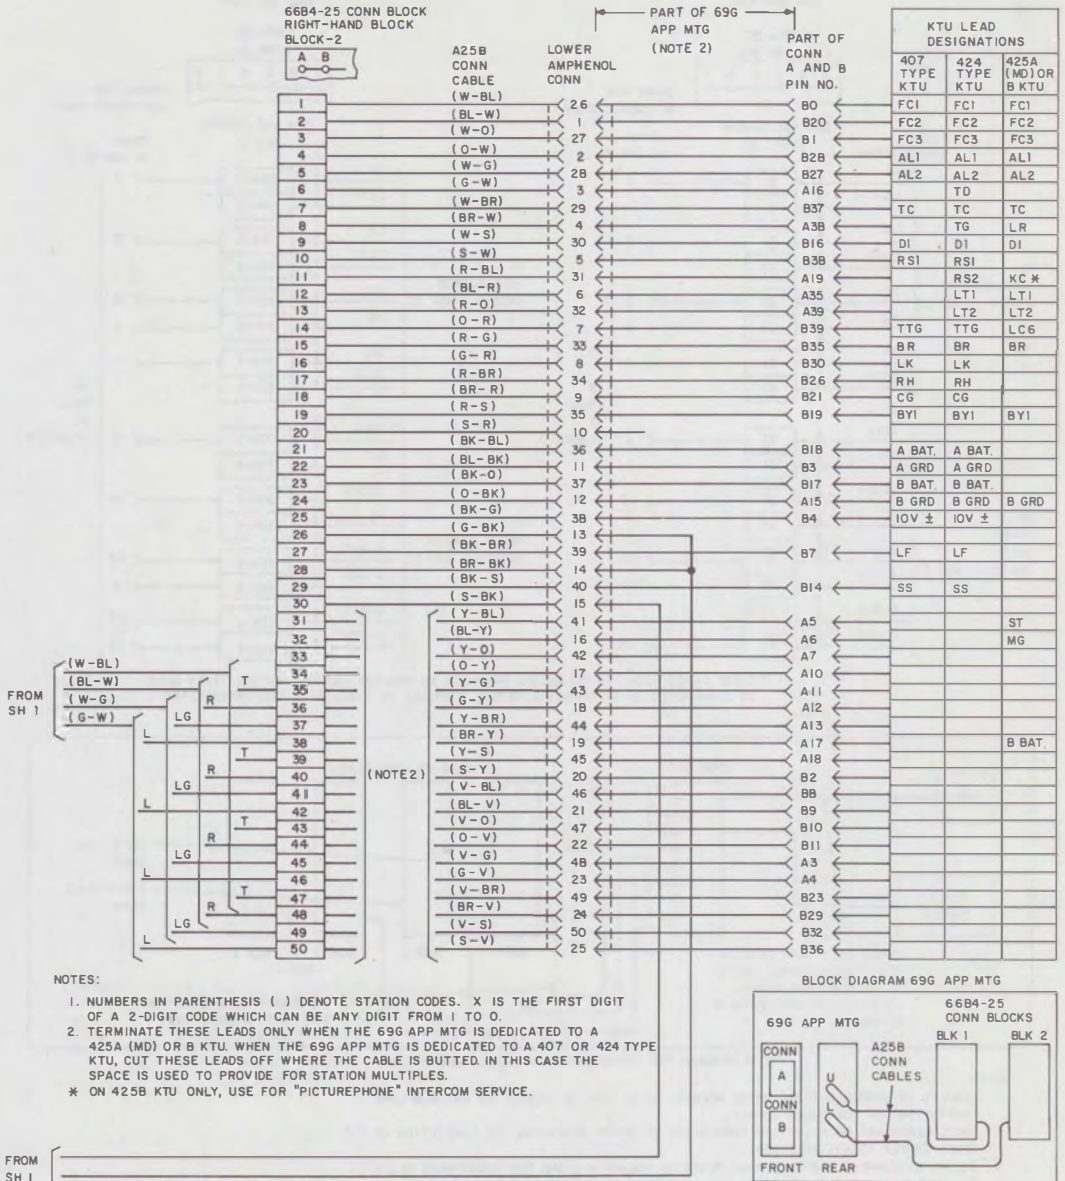 66B4-25 CONN BLOCK
RIGHT-HAND BLOCK
BLOCK-2
A B
A25B
CONN
CABLE
LOWER
AMPHENOL
CONN
PART OF 69G
APP MTG
(NOTE 2)
PART OF
CONN
A AND B
PIN NO.
KTU LEAD
DESIGNATIONS
407 TYPE KTU 424 TYPE KTU 425A (MD) OR B KTU
1 (W-BL) 26 B0 FC1 FC1 FC1
2 (BL-W) 1 B20 FC2 FC2 FC2
3 (W-O) 27 B1 FC3 FC3 FC3
4 (O-W) 2 B28 AL1 AL1 AL1
5 (W-G) 28 B27 AL2 AL2 AL2
6 (G-W) 3 A16 TD
7 (W-BR) 29 B37 TC TC TC
8 (BR-W) 4 A38 TG LR
9 (W-S) 30 B16 D1 D1 D1
10 (S-W) 5 B38 RS1 RS1
11 (R-BL) 31 A19 RS2 KC *
12 (BL-R) 6 A35 LT1 LT1
13 (R-O) 32 A39 LT2 LT2
14 (O-R) 7 B39 TTG TTG LC6
15 (R-G) 33 B35 BR BR BR
16 (G-R) 8 B30 LK LK
17 (R-BR) 34 B26 RH RH
18 (BR-R) 9 B21 CG CG
19 (R-S) 35 B19 BY1 BY1 BY1
20 (S-R) 10
21 (BK-BL) 36 B18 A BAT. A BAT.
22 (BL-BK) 11 B3 A GRD A GRD
23 (BK-O) 37 B17 B BAT. B BAT.
24 (O-BK) 12 A15 B GRD B GRD B GRD
25 (BK-G) 38 B4 10V ± 10V ±
26 (G-BK) 13
27 (BK-BR) 39 B7 LF LF
28 (BR-BK) 14
29 (BK-S) 40 B14 SS SS
30 (S-BK) 15
31 (Y-BL) 41 A5 ST
32 (BL-Y) 16 A6 MG
33 (Y-O) 42 A7
34 (O-Y) 17 A10
T 35 (Y-G) 43 A11
R 36 (G-Y) 18 A12
LG 37 (Y-BR) 44 A13
L 38 (BR-Y) 19 A17 B BAT.
T 39 (Y-S) 45 A18
R 40 (S-Y) 20 B2
LG 41 (V-BL) 46 B8
L 42 (BL-V) 21 B9
T 43 (V-O) 47 B10
R 44 (O-V) 22 B11
LG 45 (V-G) 48 A3
L 46 (G-V) 23 A4
T 47 (V-BR) 49 B23
R 48 (BR-V) 24 B29
LG 49 (V-S) 50 B32
L 50 (S-V) 25 B36
(NOTE 2)
FROM
SH 1
(W-BL)
(BL-W)
(W-G)
(G-W)
NOTES:
1. NUMBERS IN PARENTHESIS ( ) DENOTE STATION CODES. X IS THE FIRST DIGIT
OF A 2-DIGIT CODE WHICH CAN BE ANY DIGIT FROM 1 TO 0.
2. TERMINATE THESE LEADS ONLY WHEN THE 69G APP MTG IS DEDICATED TO A
425A (MD) OR B KTU. WHEN THE 69G APP MTG IS DEDICATED TO A 407 OR 424 TYPE
KTU, CUT THESE LEADS OFF WHERE THE CABLE IS BUTTED. IN THIS CASE THE
SPACE IS USED TO PROVIDE FOR STATION MULTIPLES.
* ON 425B KTU ONLY, USE FOR "PICTUREPHONE" INTERCOM SERVICE.
FROM
SH 1
BLOCK DIAGRAM 69G APP MTG
66B4-25
CONN BLOCKS
BLK 1 BLK 2
69G APP MTG
A25B
CONN
CABLES
CONN
A
CONN
B
U
L
FRONT REAR